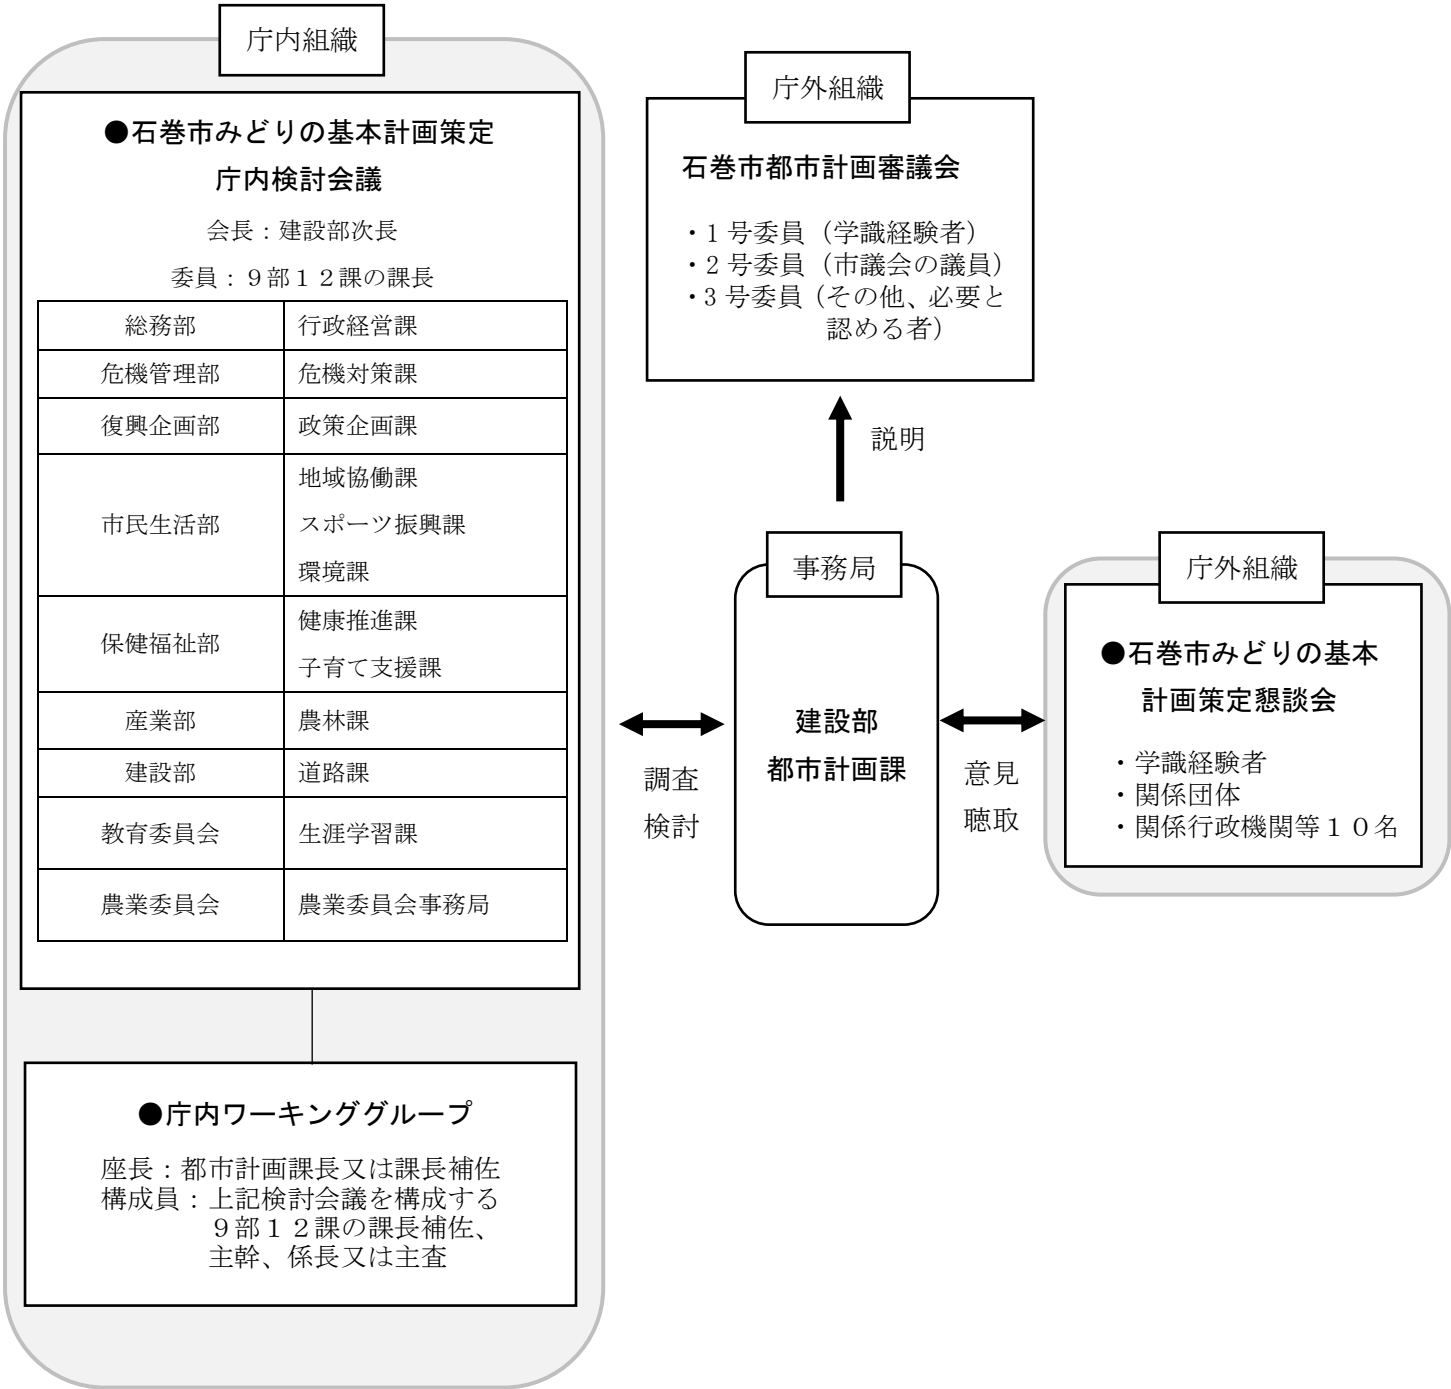 庁内組織
●石巻市みどりの基本計画策定
庁内検討会議
会長：建設部次長
委員：９部１２課の課長
総務部 行政経営課
危機管理部 危機対策課
復興企画部 政策企画課
市民生活部
地域協働課
スポーツ振興課
環境課
保健福祉部
健康推進課
子育て支援課
産業部 農林課
建設部 道路課
教育委員会 生涯学習課
農業委員会 農業委員会事務局
●庁内ワーキンググループ
座長：都市計画課長又は課長補佐
構成員：上記検討会議を構成する
９部１２課の課長補佐、
主幹、係長又は主査
庁外組織
石巻市都市計画審議会
・1 号委員（学識経験者）
・2 号委員（市議会の議員）
・3 号委員（その他、必要と
認める者）
説明
事務局
建設部
都市計画課
調査
検討
意見
聴取
庁外組織
●石巻市みどりの基本
計画策定懇談会
・学識経験者
・関係団体
・関係行政機関等１０名